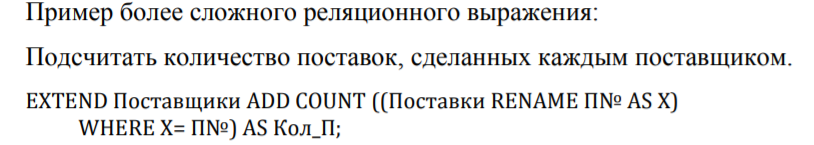 Пример более сложного реляционного выражения:
Подсчитать количество поставок, сделанных каждым поставщиком.
EXTEND Поставщики ADD COUNT ((Поставки RENAME П№ AS X)
WHERE X= П№) AS Кол_П;